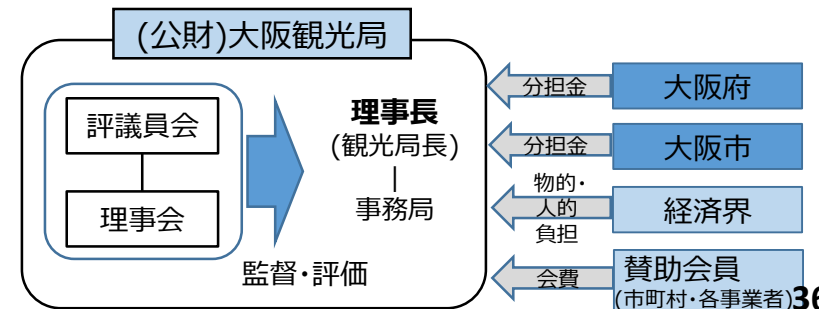 (公財)大阪観光局
評議員会
理事会
理事長
(観光局長)
|
事務局
監督・評価
分担金
大阪府
分担金
大阪市
物的・
人的
負担
経済界
会費
賛助会員
(市町村・各事業者)
36